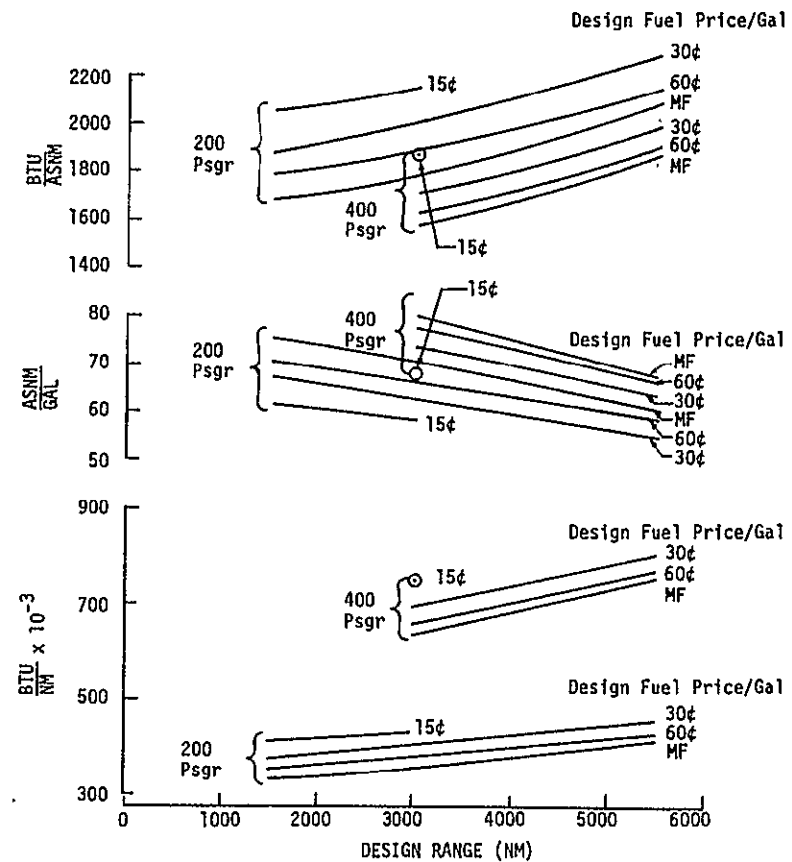 Design Fuel Price/Gal
2200
2000
1800
1600
1400
BTU
ASNM
15¢
30¢
60¢
MF
30¢
60¢
MF
200
Psgr
400
Psgr
15¢
80
70
60
50
ASNM
GAL
15¢
400
Psgr
200
Psgr
15¢
Design Fuel Price/Gal
MF
60¢
30¢
MF
60¢
30¢
900
700
500
300
BTU
NM x 10-3
Design Fuel Price/Gal
15¢
30¢
60¢
MF
400
Psgr
Design Fuel Price/Gal
15¢
30¢
60¢
MF
200
Psgr
0 1000 2000 3000 4000 5000 6000
DESIGN RANGE (NM)